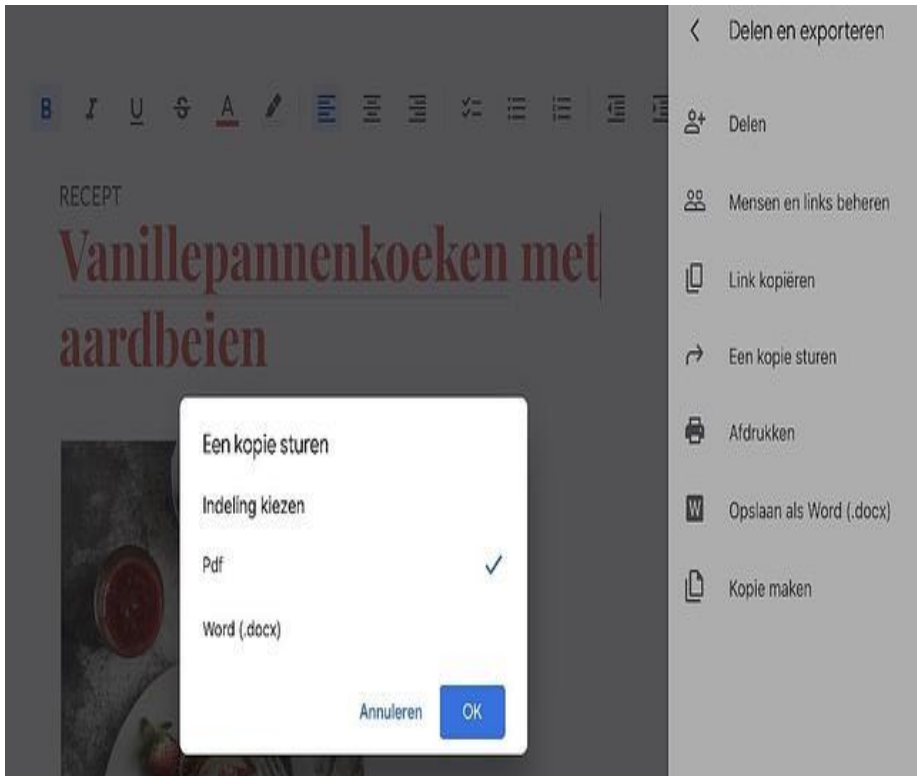 Delen en exporteren
B I U S A
Delen
RECEPT
Mensen en links beheren
Vanillepannenkoeken met
aardbeien
Link kopiëren
Een kopie sturen
Afdrukken
W Opslaan als Word (.docx)
Kopie maken
Een kopie sturen
Indeling kiezen
Pdf
Word (.docx)
Annuleren OK